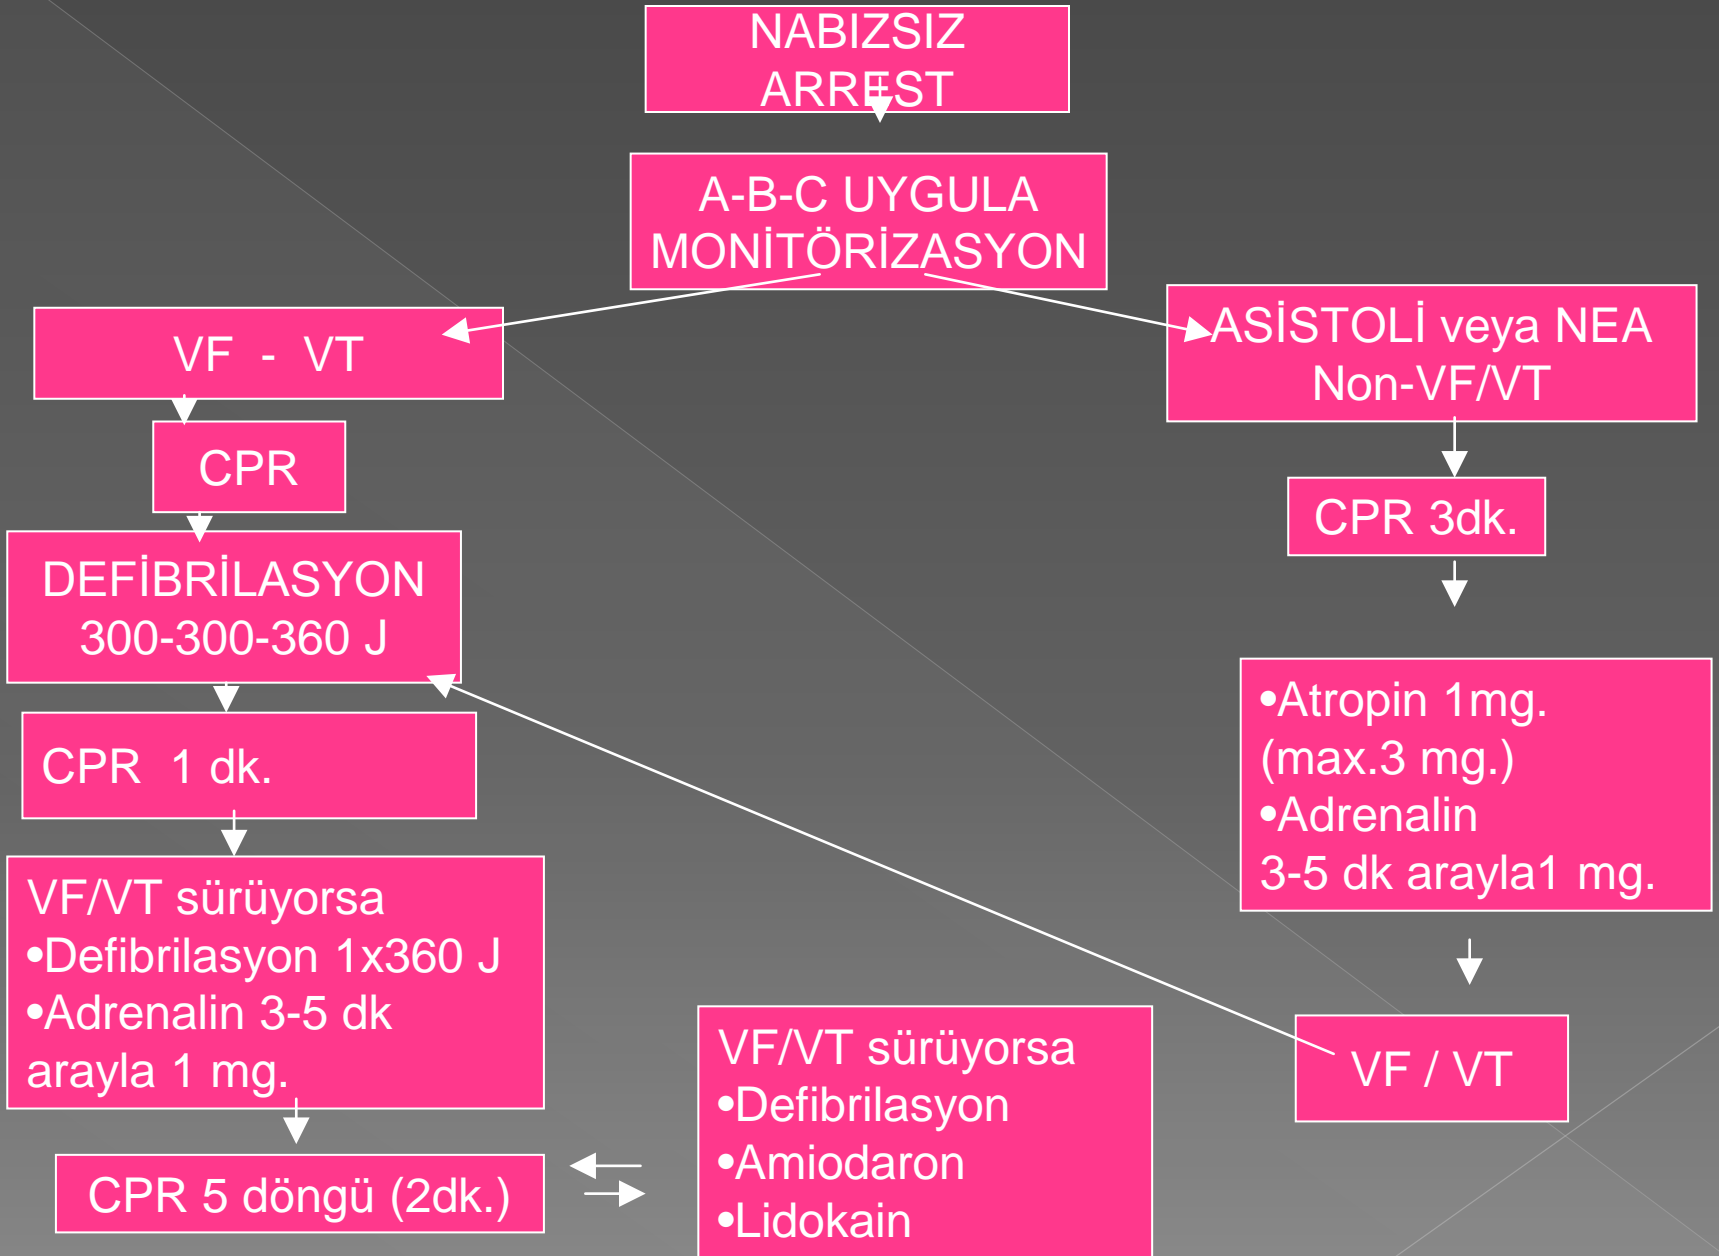 NABIZSIZ
ARREST
A-B-C UYGULA
MONİTÖRİZASYON
VF - VT
CPR
DEFİBRİLASYON
300-300-360 J
CPR 1 dk.
VF/VT sürüyorsa
•Defibrilasyon 1x360 J
•Adrenalin 3-5 dk
arayla 1 mg.
CPR 5 döngü (2dk.)
VF/VT sürüyorsa
•Defibrilasyon
•Amiodaron
•Lidokain
ASİSTOLİ veya NEA
Non-VF/VT
CPR 3dk.
•Atropin 1mg.
(max.3 mg.)
•Adrenalin
3-5 dk arayla1 mg.
VF / VT